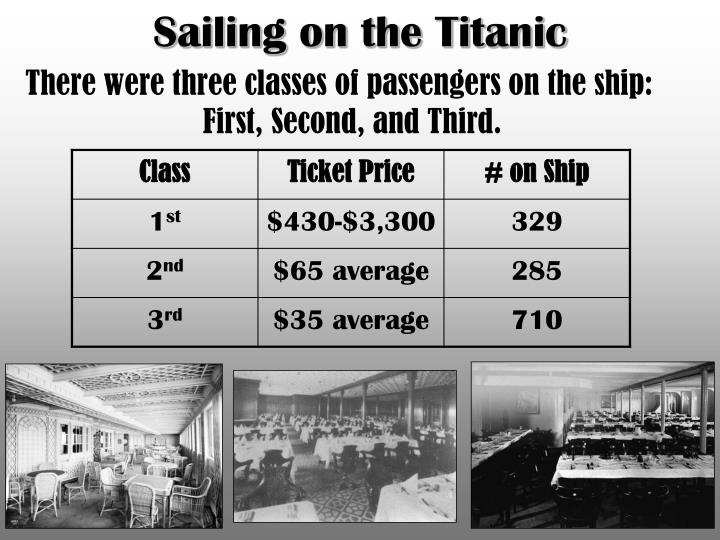 Sailing on the Titanic
There were three classes of passengers on the ship:
First, Second, and Third.
Class Ticket Price # on Ship
1st $430-$3,300 329
2nd $65 average 285
3rd $35 average 710